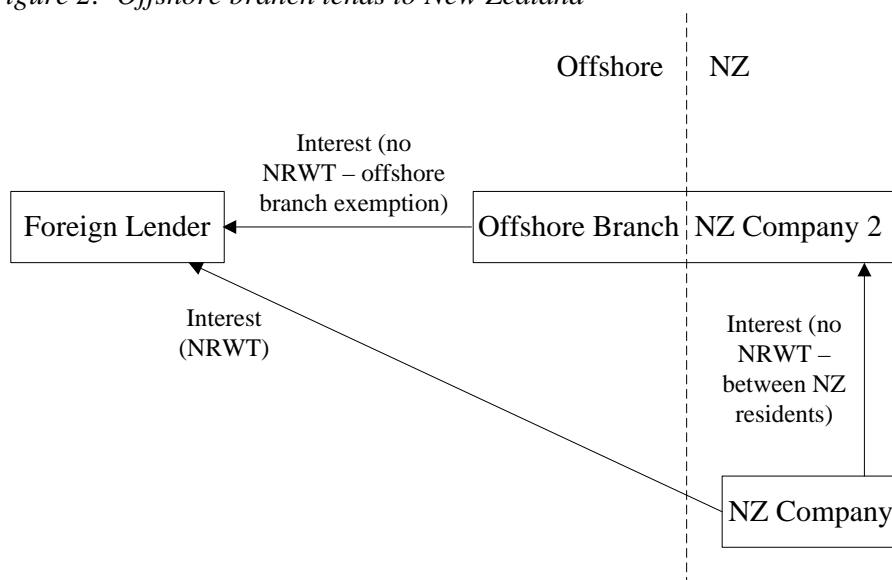 igure 2: Offshore branch lends to New Zealand
Offshore
NZ
Interest (no
NRWT – offshore
branch exemption)
Foreign Lender
Offshore Branch
NZ Company 2
Interest
(NRWT)
Interest (no
NRWT –
between NZ
residents)
NZ Company